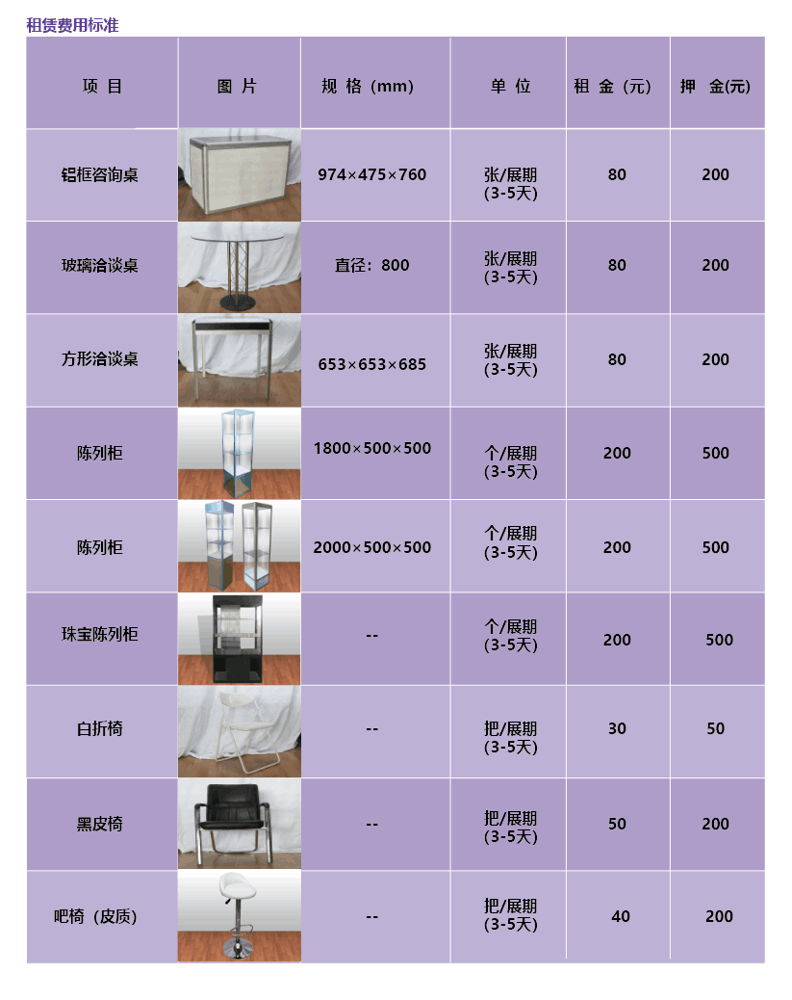 租赁费用标准
项 目 图 片 规 格 (mm) 单 位 租 金 (元) 押 金(元)
铝框咨询桌 974×475×760 张/展期 80 200
(3-5天)
玻璃洽谈桌 直径：800 张/展期 80 200
(3-5天)
方形洽谈桌 653×653×685 张/展期 80 200
(3-5天)
陈列柜 1800×500×500 个/展期 200 500
(3-5天)
陈列柜 2000×500×500 个/展期 200 500
(3-5天)
珠宝陈列柜 -- 个/展期 200 500
(3-5天)
白折椅 -- 把/展期 30 50
(3-5天)
黑皮椅 -- 把/展期 50 200
(3-5天)
吧椅 (皮质) -- 把/展期 40 200
(3-5天)